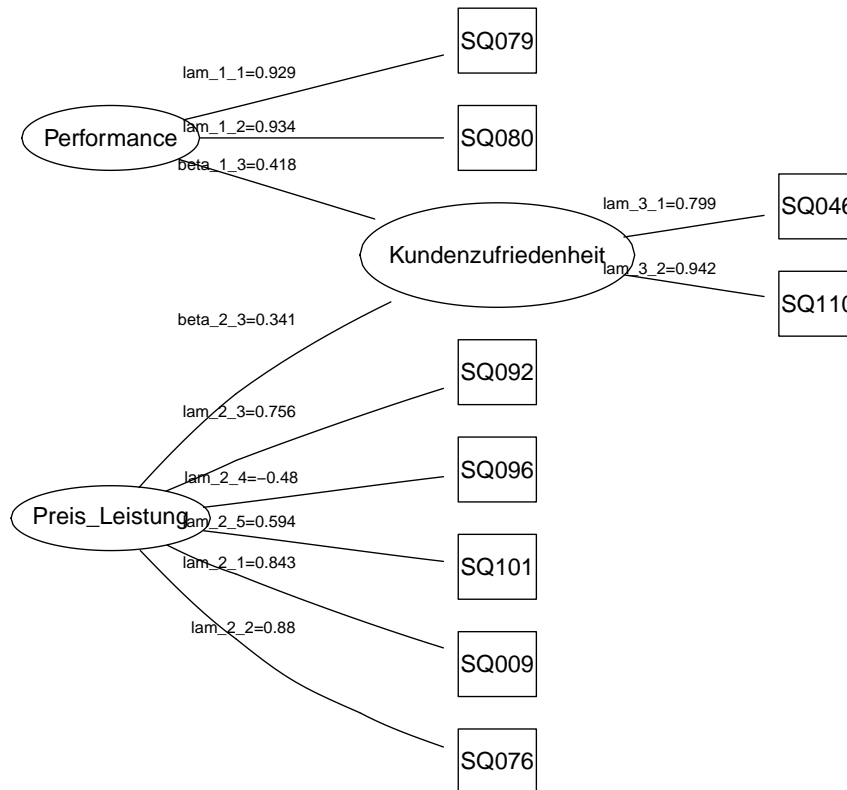 SQ079
lam_1_1=0.929
Performance
lam_1_2=0.934
SQ080
beta_1_3=0.418
lam_3_1=0.799
SQ046
Kundenzufriedenheit
lam_3_2=0.942
SQ110
beta_2_3=0.341
SQ092
lam_2_3=0.756
SQ096
lam_2_4=−0.48
Preis_Leistung
lam_2_5=0.594
SQ101
lam_2_1=0.843
lam_2_2=0.88
SQ009
SQ076